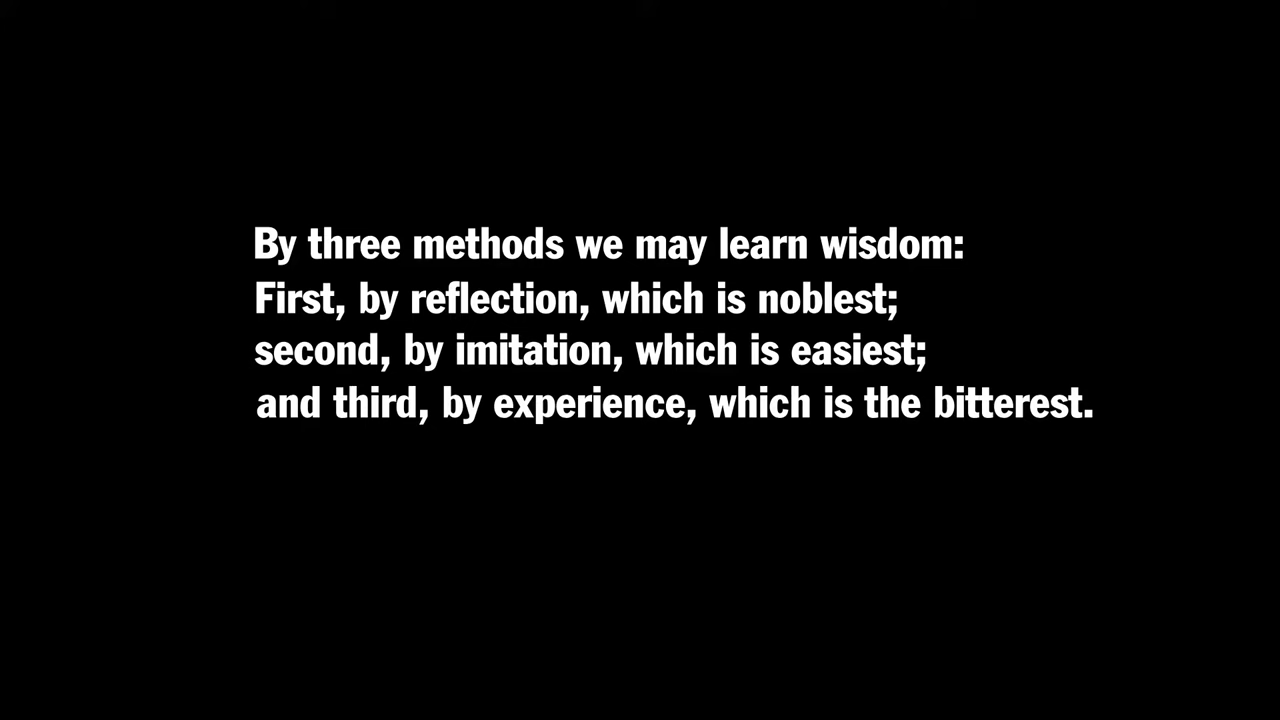 By three methods we may learn wisdom:
First, by reflection, which is noblest;
second, by imitation, which is easiest;
and third, by experience, which is the bitterest.